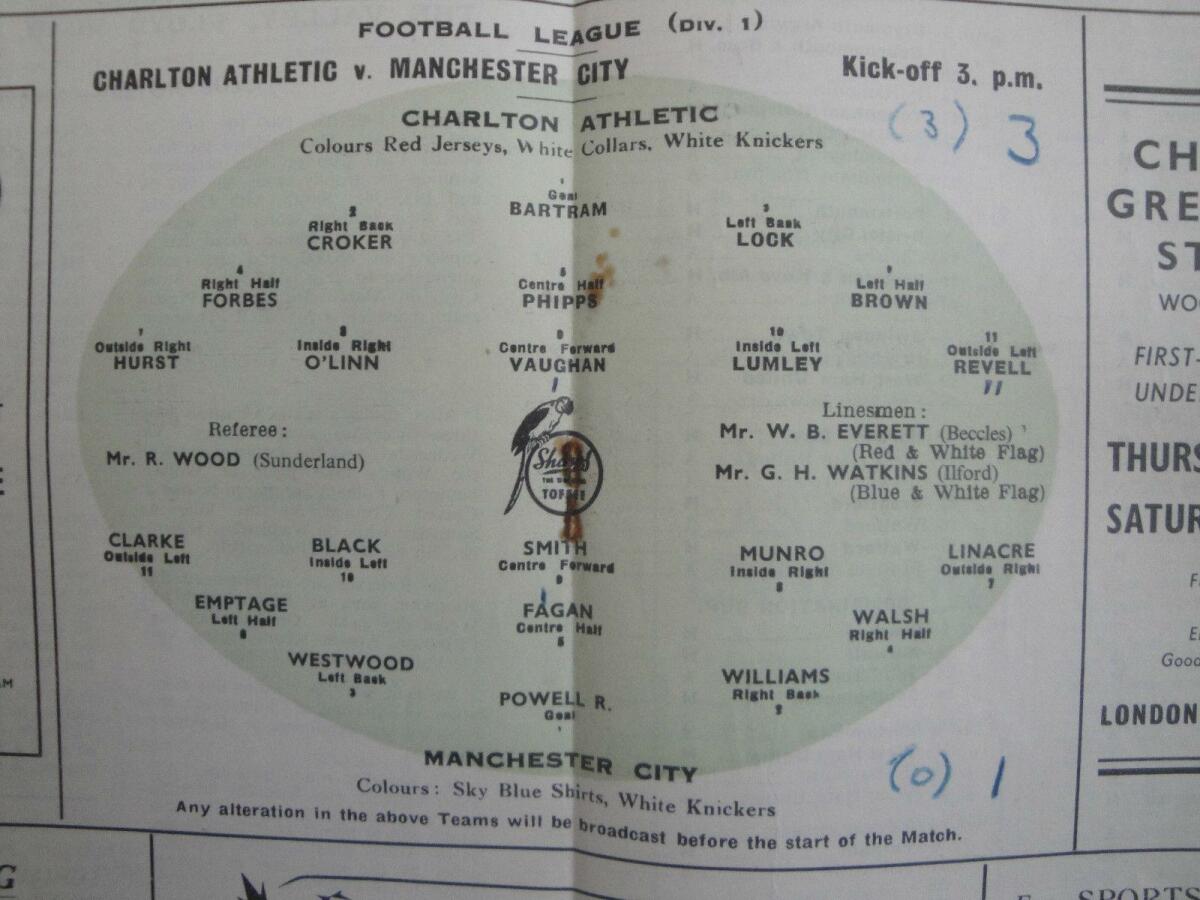 FOOTBALL LEAGUE (DIV. 1)
CHARLTON ATHLETIC v. MANCHESTER CITY
Kick-off 3. p.m.
CHARLTON ATHLETIC
(3) 3
Colours Red Jerseys, White Collars, White Knickers
1
Goal
BARTRAM
2
Right Back
CROKER
3
Left Back
LOCK
4
Right Half
FORBES
5
Centre Half
PHIPPS
Left Half
BROWN
7
Outside Right
HURST
8
Inside Right
O'LINN
9
Centre Forward
VAUGHAN
10
Inside Left
LUMLEY
11
Outside Left
REVELL
Referee:
Mr. R. WOOD (Sunderland)
Sharps
TOFFEE
Linesmen:
Mr. W. B. EVERETT (Beccles)
(Red & White Flag)
Mr. G. H. WATKINS (Ilford)
(Blue & White Flag)
CLARKE
Outside Left
11
BLACK
Inside Left
10
SMITH
Centre Forward
9
MUNRO
Inside Right
8
LINACRE
Outside Right
7
EMPTAGE
Left Half
6
FAGAN
Centre Half
5
WALSH
Right Half
4
WESTWOOD
Left Back
3
POWELL R.
Goal
WILLIAMS
Right Back
2
MANCHESTER CITY
(0) 1
Colours: Sky Blue Shirts, White Knickers
Any alteration in the above Teams will be broadcast before the start of the Match.
CH
GRE
ST
WOO
FIRST-
UNDE
THURS
SATUR
Good
LONDON
SPORTS